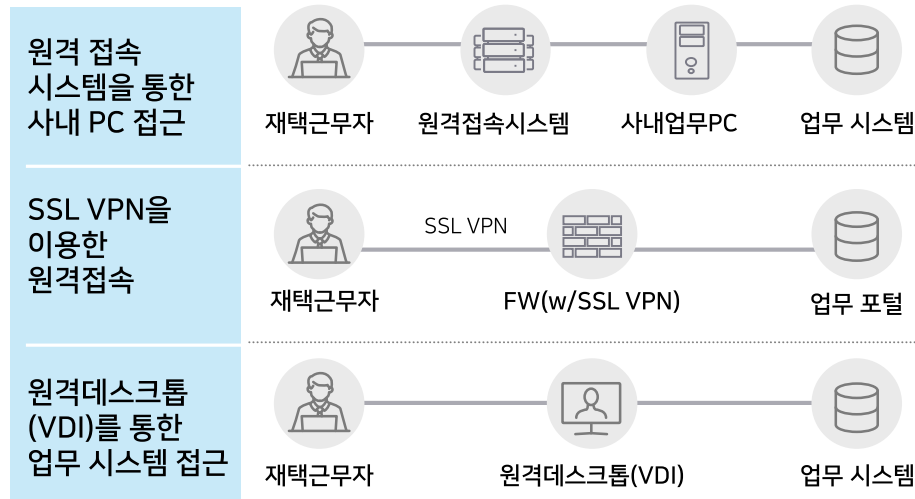 원격 접속
시스템을 통한
사내 PC 접근
재택근무자
원격접속시스템
사내업무PC
업무 시스템
SSL VPN을
이용한
원격접속
SSL VPN
재택근무자
FW(w/SSL VPN)
업무 포털
원격데스크톱
(VDI)를 통한
업무 시스템 접근
재택근무자
원격데스크톱(VDI)
업무 시스템